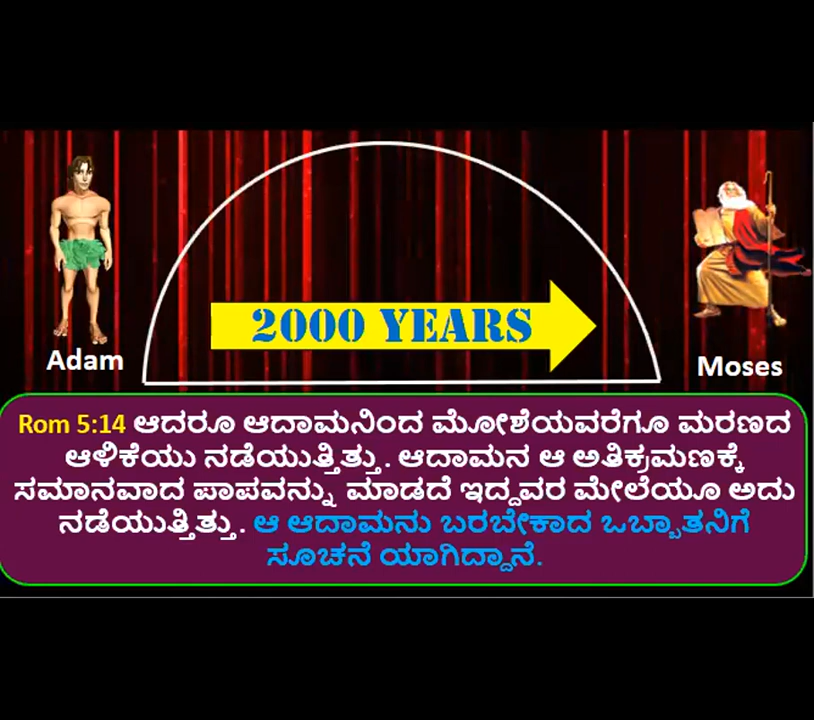 2000 YEARS
Adam
Moses
Rom 5:14 ಆದರೂ ಆದಾಮನಿಂದ ಮೋಶೆಯವರೆಗೂ ಮರಣದ
ಆಳಿಕೆಯು ನಡೆಯುತ್ತಿತ್ತು. ಆದಾಮನ ಆ ಅತಿಕ್ರಮಣಕ್ಕೆ
ಸಮಾನವಾದ ಪಾಪವನ್ನು ಮಾಡದೆ ಇದ್ದವರ ಮೇಲೆಯೂ ಅದು
ನಡೆಯುತ್ತಿತ್ತು. ಆ ಆದಾಮನು ಬರಬೇಕಾದ ಒಬ್ಬಾತನಿಗೆ
ಸೂಚನೆ ಯಾಗಿದ್ದಾನೆ.